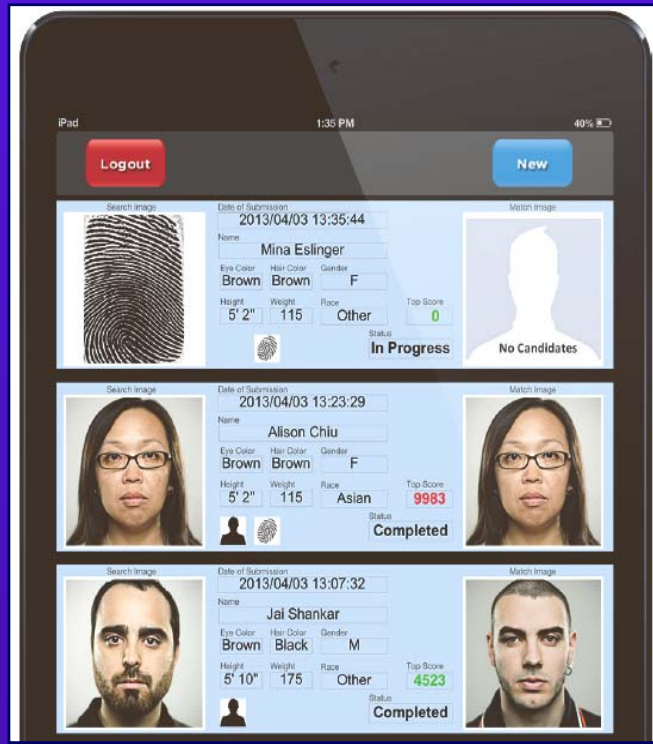 iPad 1:35 PM 40%
Logout New
Search Image Date of Submission Match Image
2013/04/03 13:35:44
Name
Mina Eslinger
Eye Color Hair Color Gender
Brown Brown F
Height Weight Race Top Score
5' 2" 115 Other 0
Status
In Progress No Candidates
Search Image Date of Submission Match Image
2013/04/03 13:23:29
Name
Alison Chiu
Eye Color Hair Color Gender
Brown Brown F
Height Weight Race Top Score
5' 2" 115 Asian 9983
Status
Completed
Search Image Date of Submission Match Image
2013/04/03 13:07:32
Name
Jai Shankar
Eye Color Hair Color Gender
Brown Black M
Height Weight Race Top Score
5' 10" 175 Other 4523
Status
Completed